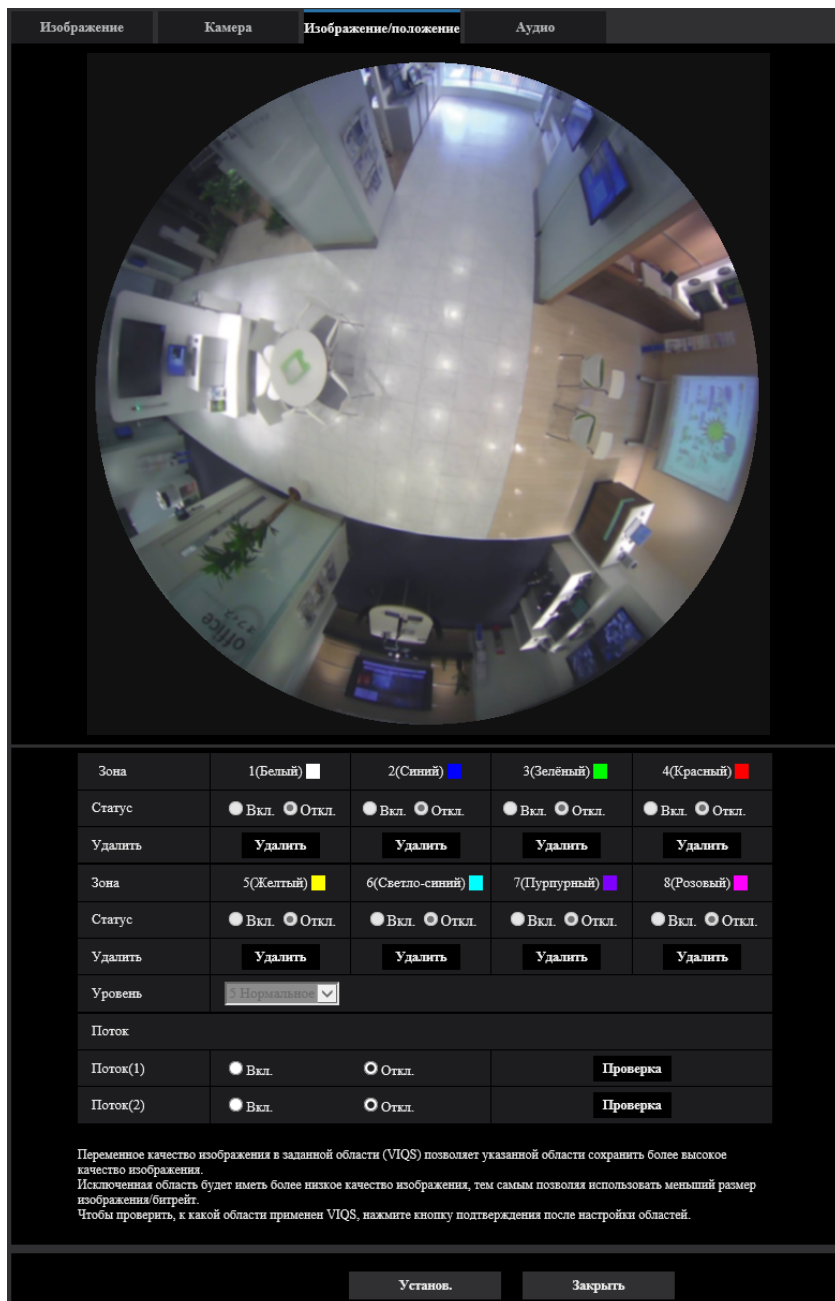 Изображение Камера Изображение/положение Аудио
office
Зона 1(Белый) 2(Синий) 3(Зелёный) 4(Красный)
Статус Вкл. Откл. Вкл. Откл. Вкл. Откл. Вкл. Откл.
Удалить Удалить Удалить Удалить Удалить
Зона 5(Желтый) 6(Светло-синий) 7(Пурпурный) 8(Розовый)
Статус Вкл. Откл. Вкл. Откл. Вкл. Откл. Вкл. Откл.
Удалить Удалить Удалить Удалить Удалить
Уровень 5 Нормальное
Поток
Поток(1) Вкл. Откл. Проверка
Поток(2) Вкл. Откл. Проверка
Переменное качество изображения в заданной области (VIQS) позволяет указанной области сохранить более высокое
качество изображения.
Исключенная область будет иметь более низкое качество изображения, тем самым позволяя использовать меньший размер
изображения/битрейт.
Чтобы проверить, к какой области применен VIQS, нажмите кнопку подтверждения после настройки областей.
Установ. Закрыть